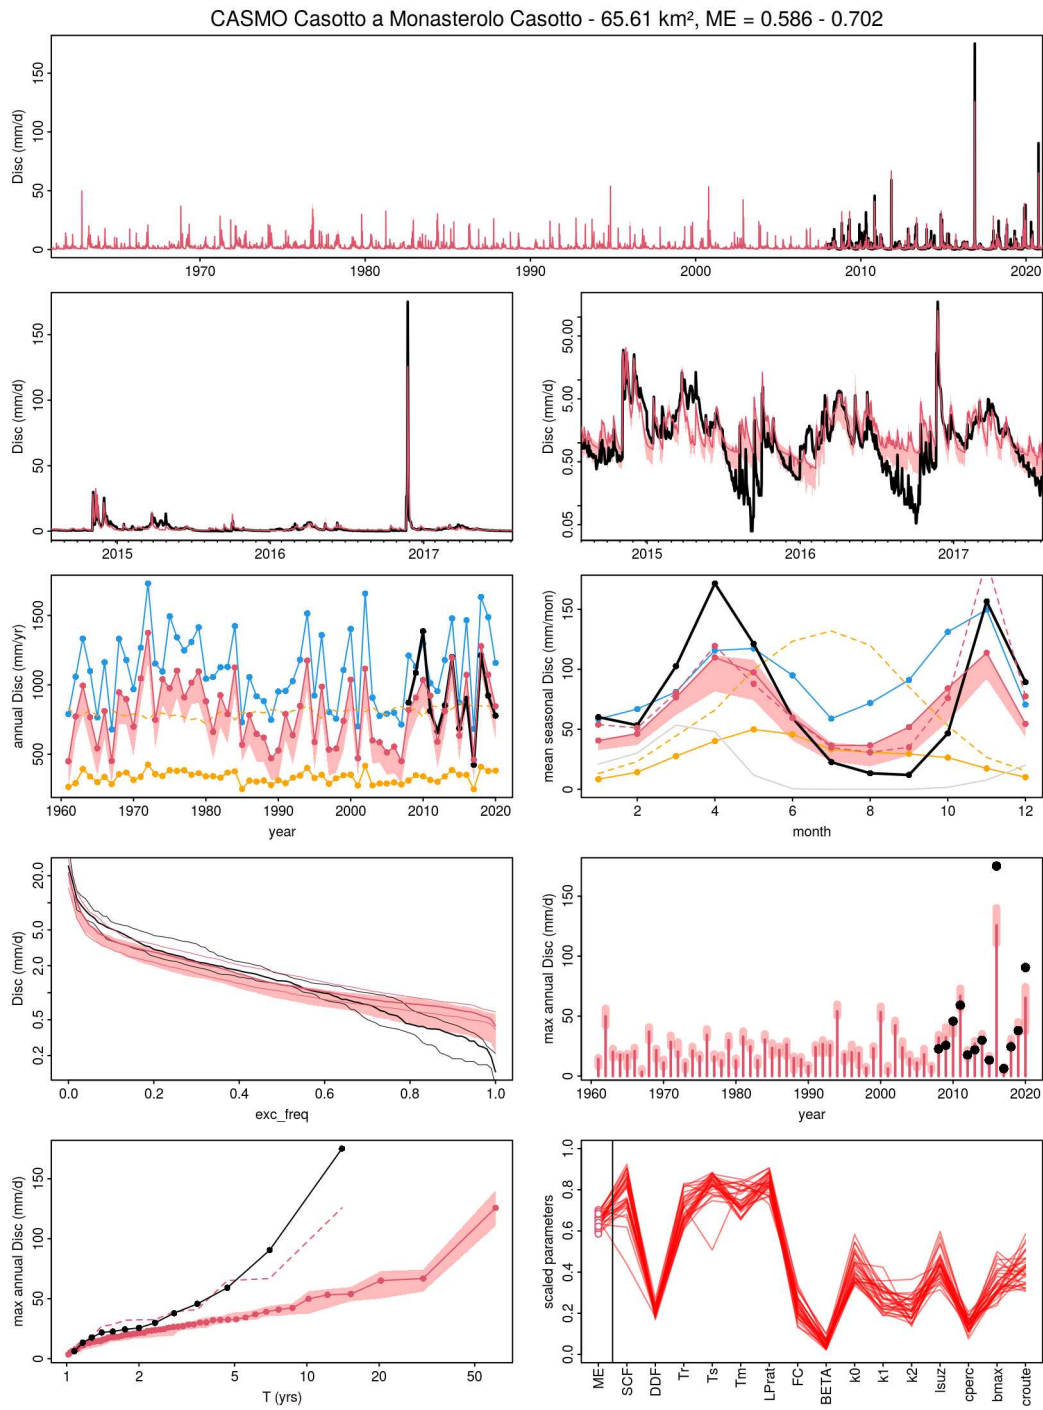 CASMO Casotto a Monasterolo Casotto - 65.61 km², ME = 0.586 - 0.702
Disc (mm/d)
0 50 100 150
1970 1980 1990 2000 2010 2020
Disc (mm/d)
0 50 100 150
2015 2016 2017
Disc (mm/d)
0.05 0.50 5.00 50.00
2015 2016 2017
annual Disc (mm/yr)
500 1000 1500
1960 1970 1980 1990 2000 2010 2020
year
mean seasonal Disc (mm/mon)
0 50 100 150
2 4 6 8 10 12
month
Disc (mm/d)
0.2 0.5 2.0 5.0 20.0
0.0 0.2 0.4 0.6 0.8 1.0
exc_freq
max annual Disc (mm/d)
0 50 100 150
1960 1970 1980 1990 2000 2010 2020
year
max annual Disc (mm/d)
0 50 100 150
1 2 5 10 20 50
T (yrs)
scaled parameters
0.0 0.2 0.4 0.6 0.8 1.0
ME SCF DDF Tr Ts Tm LPrat FC BETA k0 k1 k2 lsuz cperc bmax croute